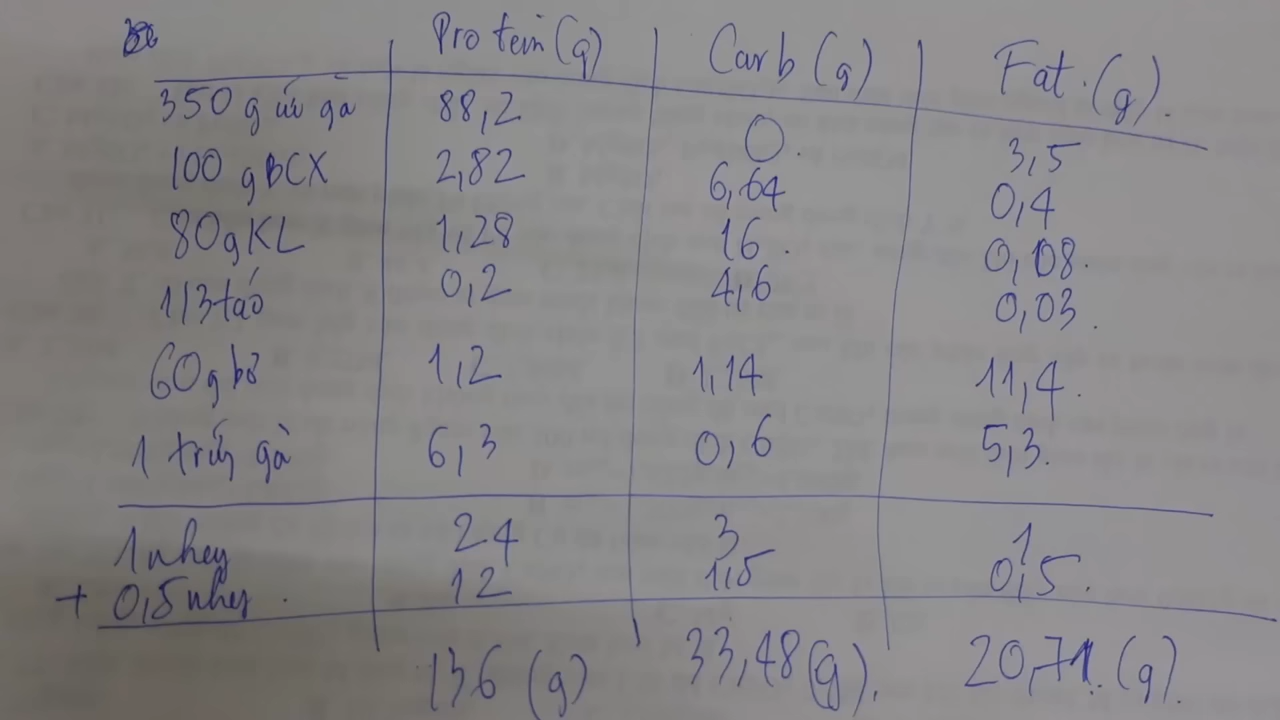 Protein (g) Carb (g) Fat. (g).
350 g ức gà 88,2 0. 3,5
100 g BCX 2,82 6,64 0,4
80g KL 1,28 16. 0,08.
1/3 táo 0,2 4,6 0,03.
60g bơ 1,2 1,14 11,4.
1 trứng gà 6,3 0,6 5,3.
1 whey 24 3 1
+ 0,5 whey. 12 1,5 0,5.
136 (g) 33,48 (g). 20,71. (g).